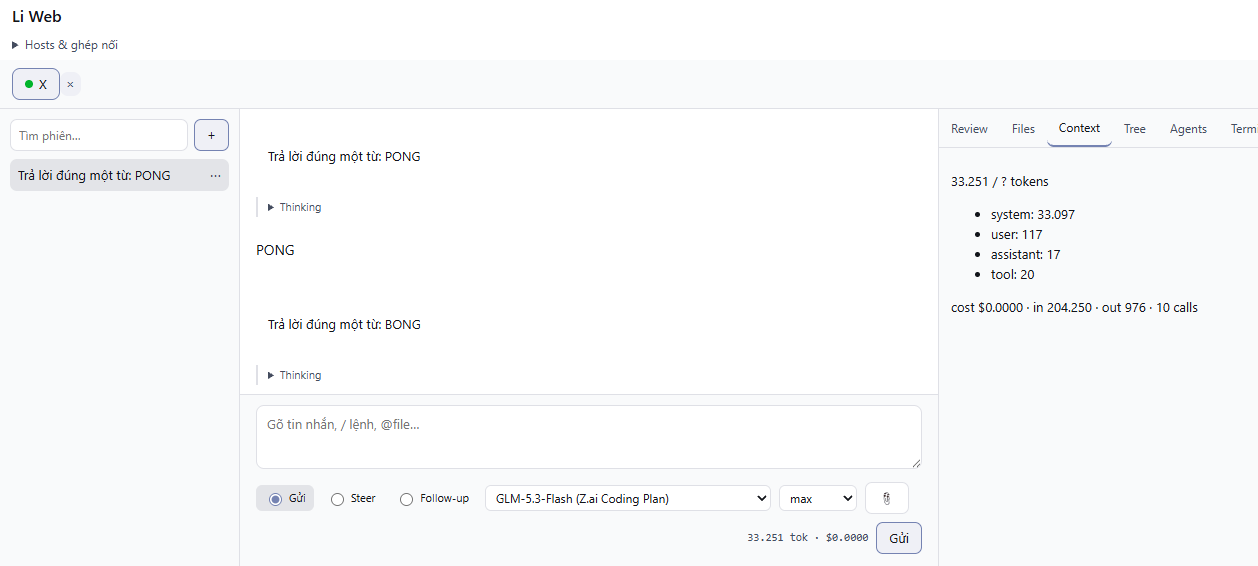 Li Web
▶ Hosts & ghép nối
X ×
Tìm phiên...
+
Trả lời đúng một từ: PONG ...
Trả lời đúng một từ: PONG
▶ Thinking
PONG
Trả lời đúng một từ: BONG
▶ Thinking
Gõ tin nhắn, / lệnh, @file...
Gửi Steer Follow-up GLM-5.3-Flash (Z.ai Coding Plan) max
33.251 tok · $0.0000 Gửi
Review Files Context Tree Agents Term
33.251 / ? tokens
• system: 33.097
• user: 117
• assistant: 17
• tool: 20
cost $0.0000 · in 204.250 · out 976 · 10 calls